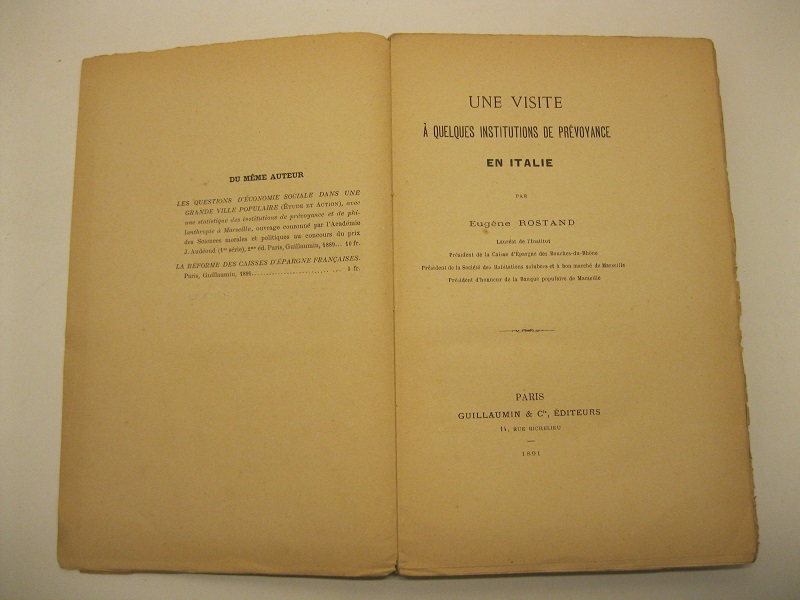 DU MÊME AUTEUR
LES QUESTIONS D'ÉCONOMIE SOCIALE DANS UNE
GRANDE VILLE POPULAIRE (ÉTUDE ET ACTION), avec
une statistique des institutions de prévoyance et de phi-
lanthropie à Marseille, ouvrage couronné par l'Académie
des Sciences morales et politiques au concours du prix
J. Audéoud (1re série), 2me éd. Paris, Guillaumin, 1889... 10 fr.
LA RÉFORME DES CAISSES D'ÉPARGNE FRANÇAISES.
Paris, Guillaumin, 1891........................ 5 fr.
UNE VISITE
À QUELQUES INSTITUTIONS DE PRÉVOYANCE
EN ITALIE
PAR
Eugène ROSTAND
Lauréat de l'Institut
Président de la Caisse d'Épargne des Bouches-du-Rhône
Président de la Société des Habitations salubres et à bon marché de Marseille
Président d'honneur de la Banque populaire de Marseille
PARIS
GUILLAUMIN & Cie, ÉDITEURS
14, RUE RICHELIEU
1891